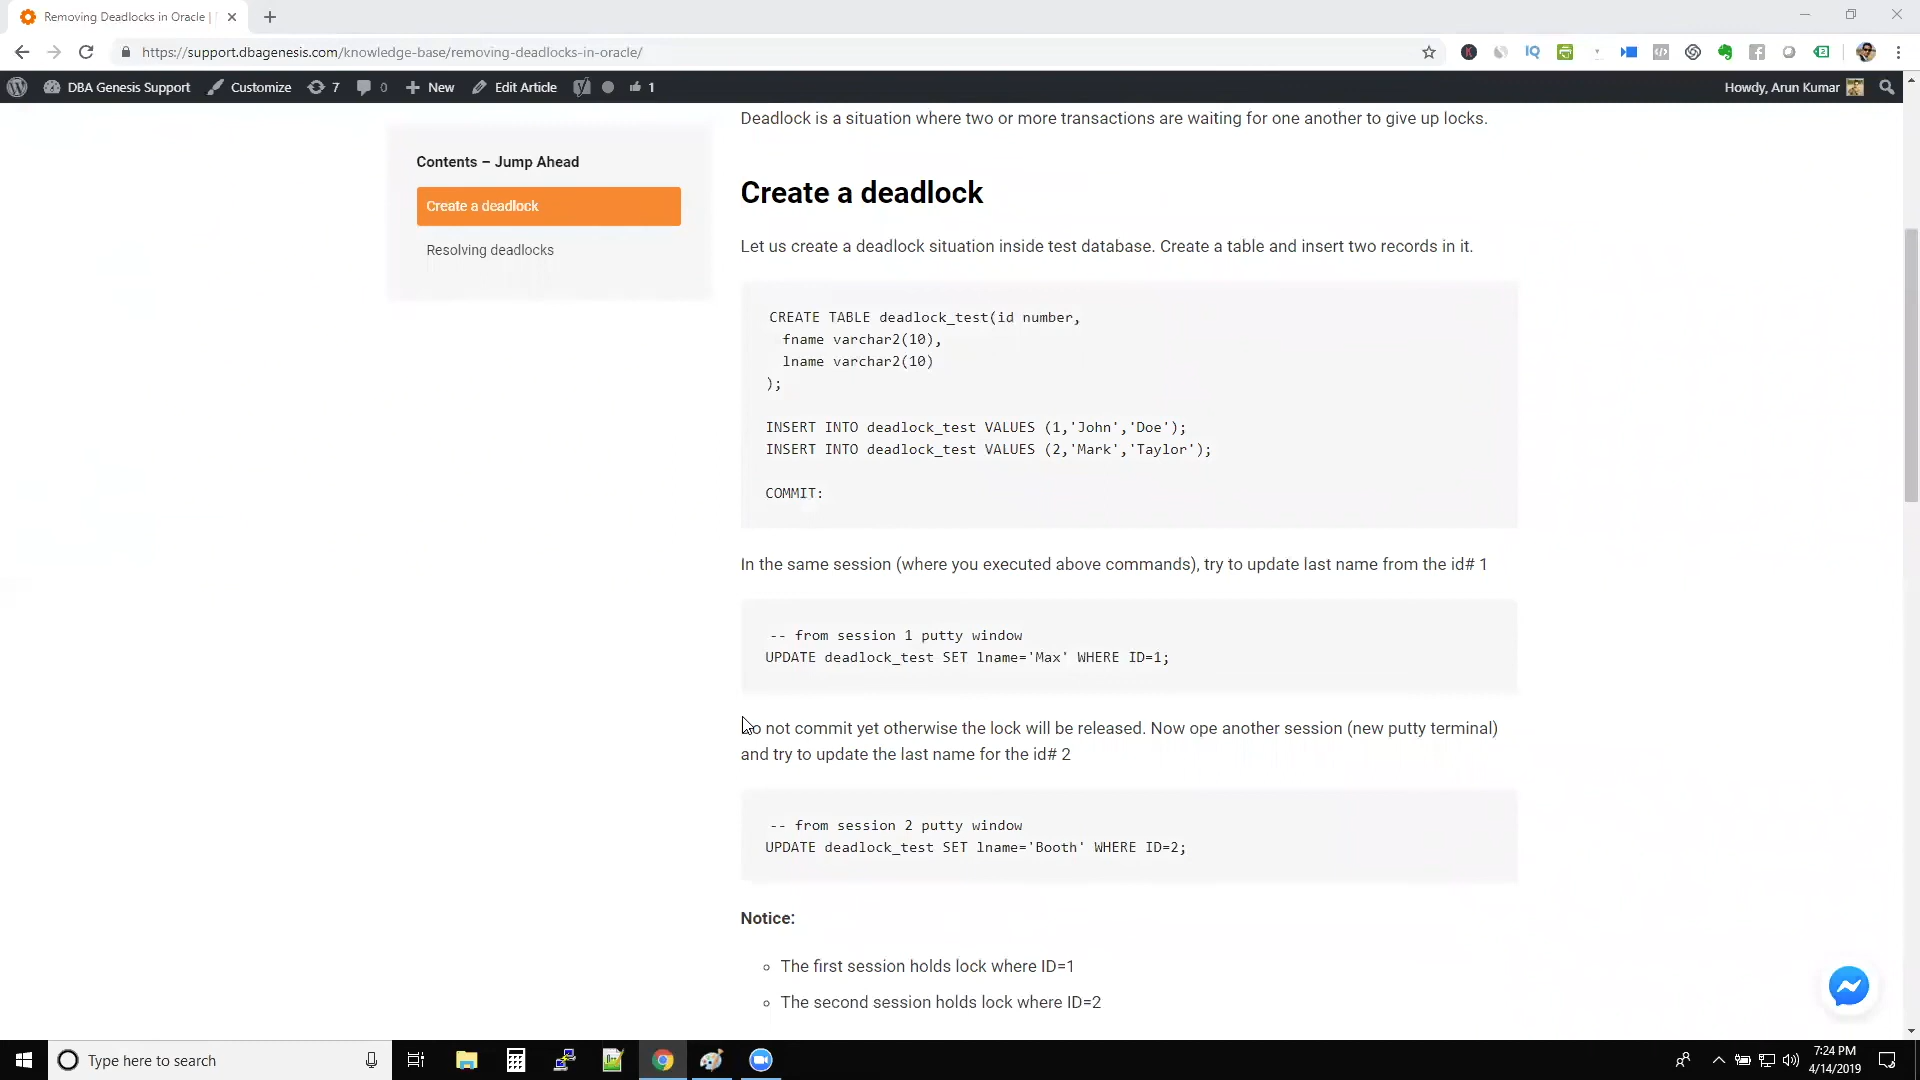 Removing Deadlocks in Oracle |
https://support.dbagenesis.com/knowledge-base/removing-deadlocks-in-oracle/
DBA Genesis Support Customize 7 0 New Edit Article 1 Howdy, Arun Kumar
Contents – Jump Ahead
Create a deadlock
Resolving deadlocks
Deadlock is a situation where two or more transactions are waiting for one another to give up locks.
Create a deadlock
Let us create a deadlock situation inside test database. Create a table and insert two records in it.
CREATE TABLE deadlock_test(id number,
fname varchar2(10),
lname varchar2(10)
);
INSERT INTO deadlock_test VALUES (1,'John','Doe');
INSERT INTO deadlock_test VALUES (2,'Mark','Taylor');
COMMIT:
In the same session (where you executed above commands), try to update last name from the id# 1
-- from session 1 putty window
UPDATE deadlock_test SET lname='Max' WHERE ID=1;
Do not commit yet otherwise the lock will be released. Now ope another session (new putty terminal)
and try to update the last name for the id# 2
-- from session 2 putty window
UPDATE deadlock_test SET lname='Booth' WHERE ID=2;
Notice:
The first session holds lock where ID=1
The second session holds lock where ID=2
Type here to search
7:24 PM
4/14/2019